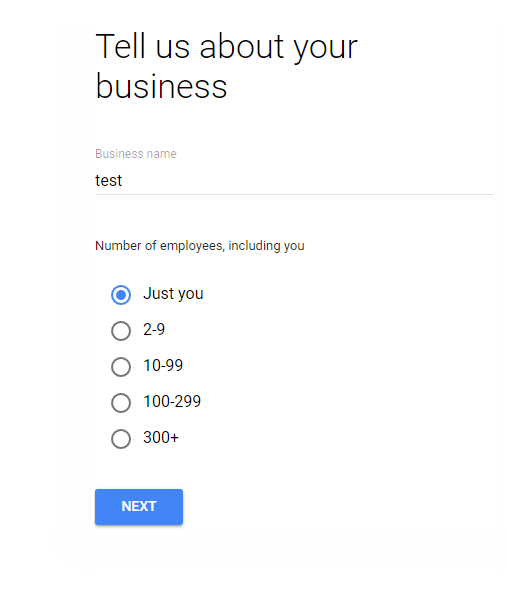 Tell us about your
business
Business name
test
Number of employees, including you
Just you
2-9
10-99
100-299
300+
NEXT